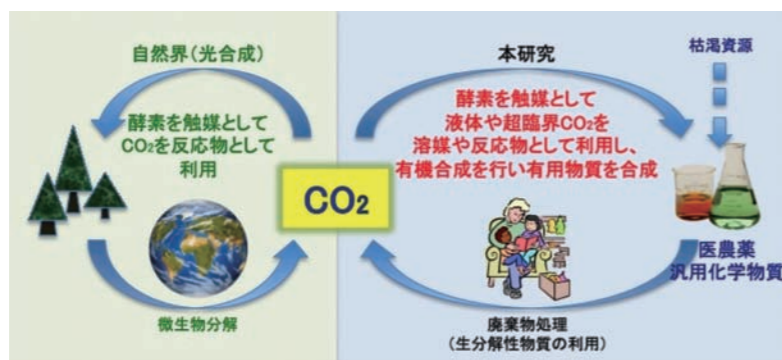 自然界(光合成)
酵素を触媒として
CO₂を反応物として
利用
微生物分解
CO₂
本研究
酵素を触媒として
液体や超臨界CO₂を
溶媒や反応物として利用し、
有機合成を行い有用物質を合成
枯渇資源
医農薬
汎用化学物質
廃棄物処理
(生分解性物質の利用)